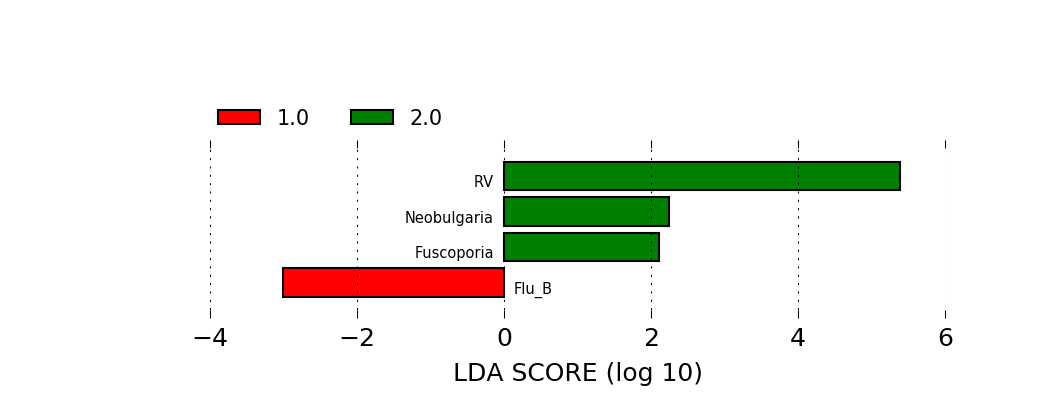 1.0 2.0
RV
Neobulgaria
Fuscoporia
Flu_B
−4 −2 0 2 4 6
LDA SCORE (log 10)